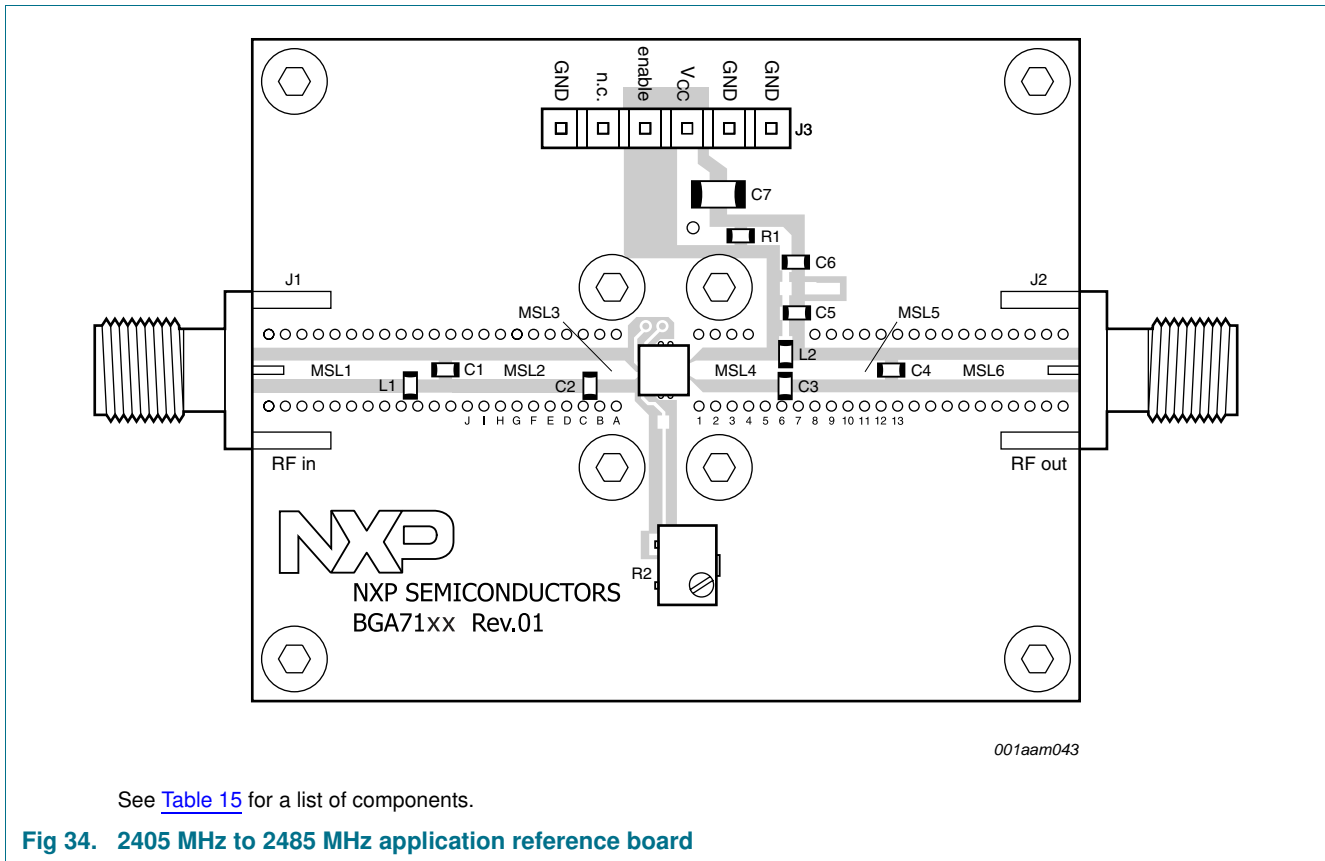 GND
n.c.
enable
VCC
GND
GND
J3
C7
R1
C6
J1
J2
MSL3
C5
MSL5
L2
MSL1
C1
MSL2
MSL4
C4
MSL6
L1
C2
C3
J I H G F E D C B A
1 2 3 4 5 6 7 8 9 10 11 12 13
RF in
RF out
NXP
R2
NXP SEMICONDUCTORS
BGA71xx Rev.01
001aam043
See Table 15 for a list of components.
Fig 34. 2405 MHz to 2485 MHz application reference board